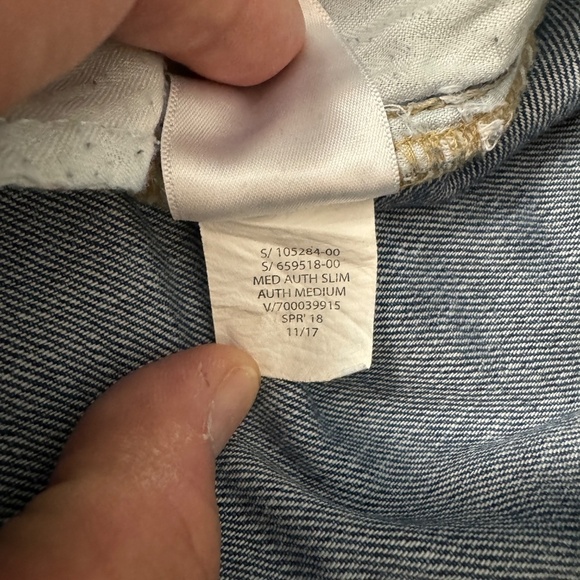 S/ 105284-00
S/ 659518-00
MED AUTH SLIM
AUTH MEDIUM
V/700039915
SPR' 18
11/17